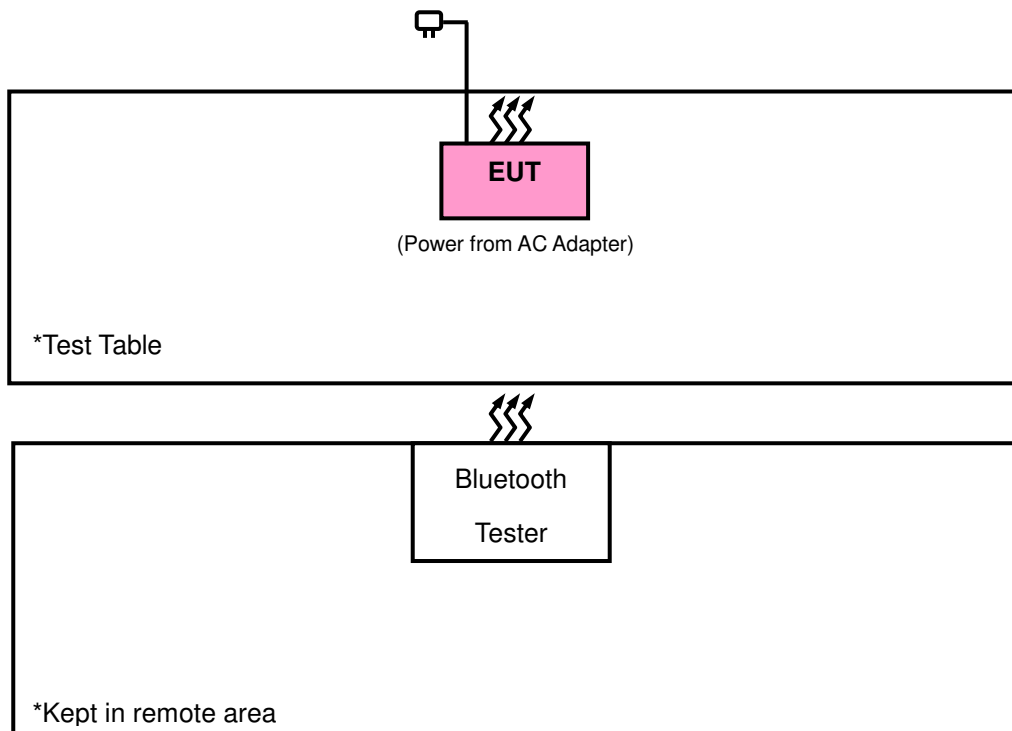 EUT
(Power from AC Adapter)
*Test Table
Bluetooth
Tester
*Kept in remote area